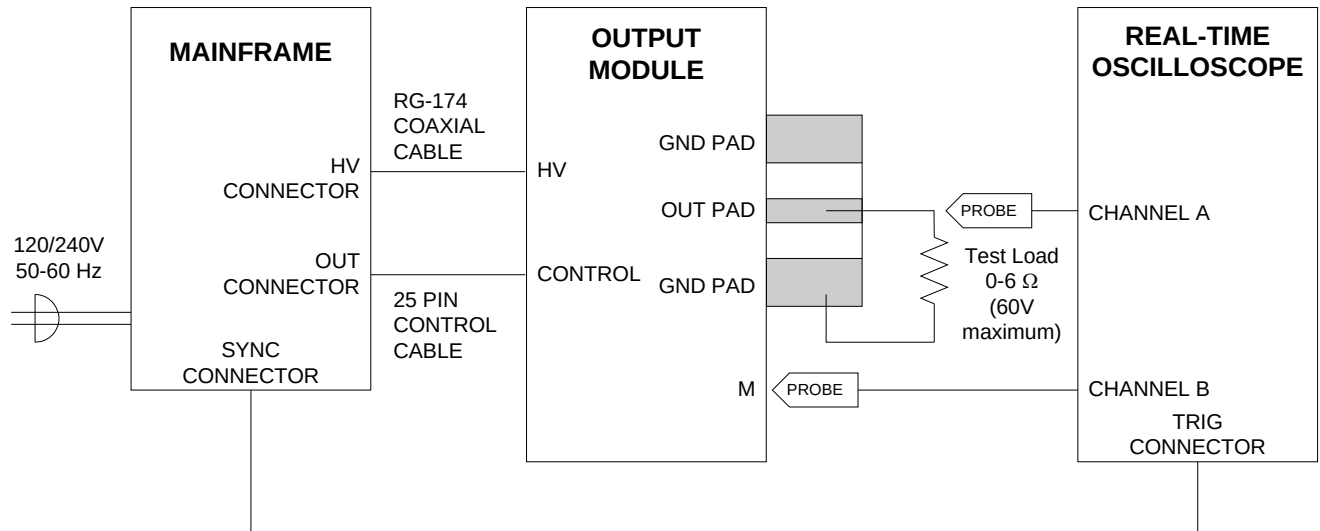 MAINFRAME
HV
CONNECTOR
OUT
CONNECTOR
SYNC
CONNECTOR
120/240V
50-60 Hz
RG-174
COAXIAL
CABLE
25 PIN
CONTROL
CABLE
OUTPUT
MODULE
HV
CONTROL
GND PAD
OUT PAD
GND PAD
M
PROBE
Test Load
0-6 Ω
(60V
maximum)
PROBE
REAL-TIME
OSCILLOSCOPE
CHANNEL A
CHANNEL B
TRIG
CONNECTOR